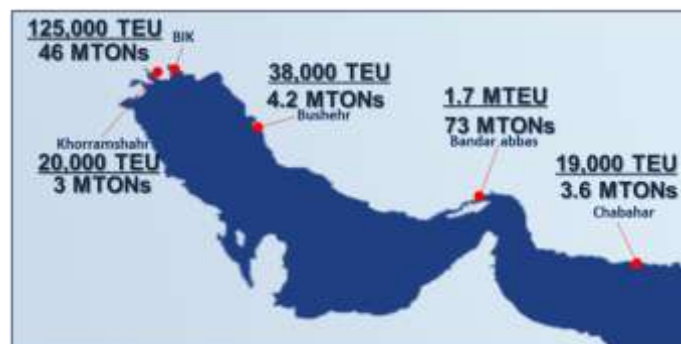 125,000 TEU
46 MTONs
BIK
38,000 TEU
4.2 MTONs
Bushehr
1.7 MTEU
73 MTONs
Bandar abbas
Khorramshahr
20,000 TEU
3 MTONs
19,000 TEU
3.6 MTONs
Chabahar